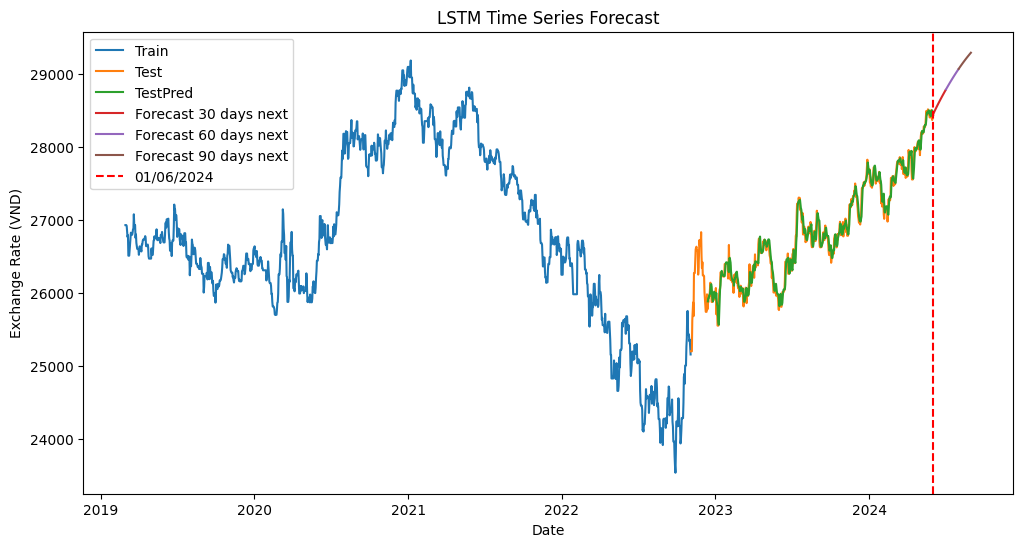 LSTM Time Series Forecast
Train
Test
TestPred
Forecast 30 days next
Forecast 60 days next
Forecast 90 days next
01/06/2024
Exchange Rate (VND)
29000
28000
27000
26000
25000
24000
2019 2020 2021 2022 2023 2024
Date